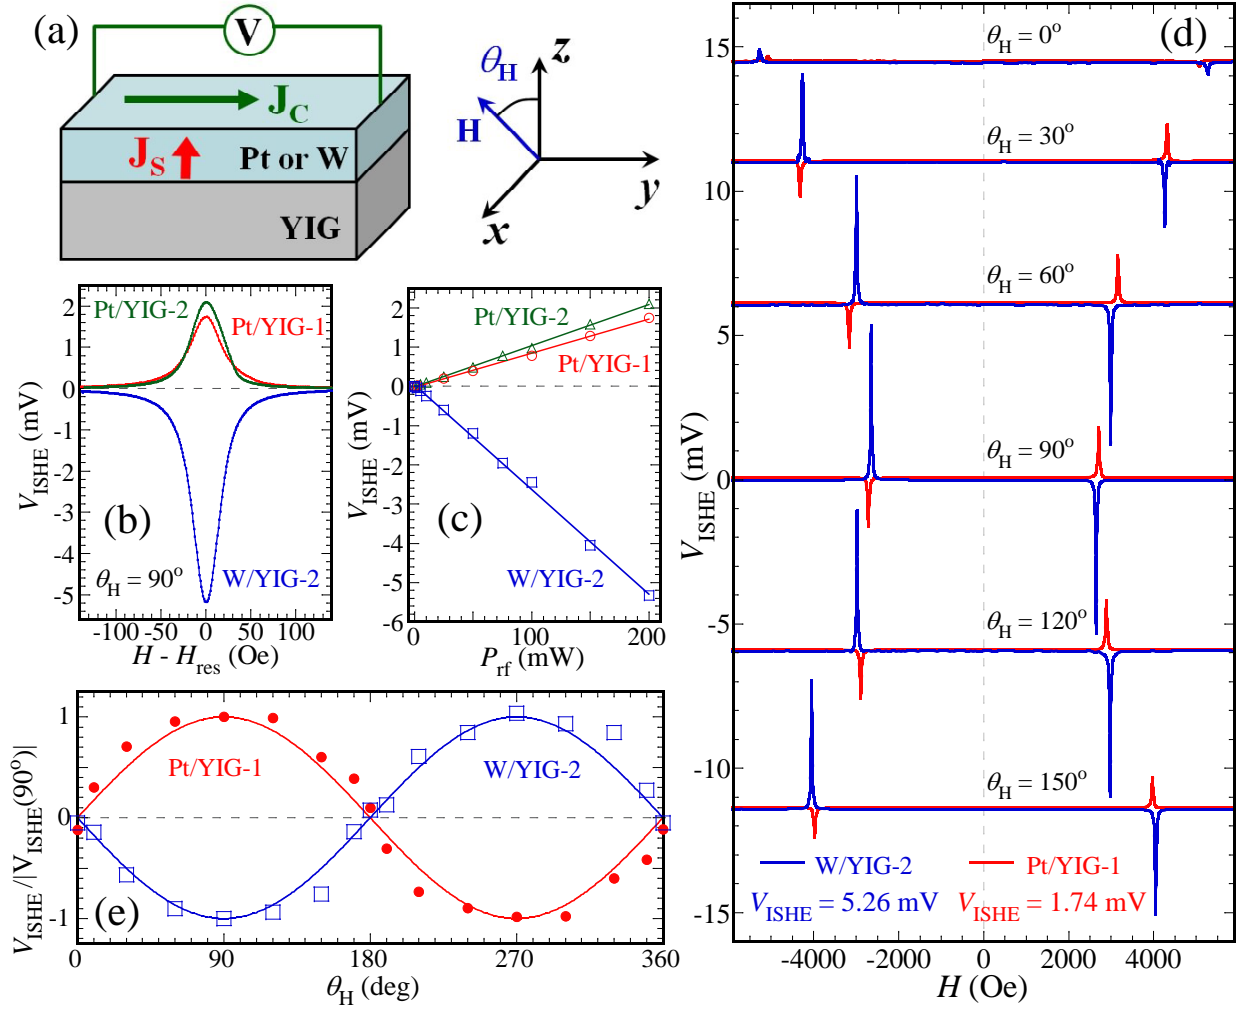 (a)
V
J_C
J_S
Pt or W
YIG
θ_H
z
H
y
x
Pt/YIG-2
Pt/YIG-1
2
1
0
-1
-2
-3
-4
-5
V_ISHE (mV)
(b)
θ_H = 90°
W/YIG-2
-100
-50
0
50
100
H - H_res (Oe)
Pt/YIG-2
Pt/YIG-1
2
1
0
-1
-2
-3
-4
-5
-6
V_ISHE (mV)
(c)
W/YIG-2
0
100
200
P_rf (mW)
(d)
θ_H = 0°
θ_H = 30°
θ_H = 60°
θ_H = 90°
θ_H = 120°
θ_H = 150°
15
10
5
0
-5
-10
-15
V_ISHE (mV)
W/YIG-2
Pt/YIG-1
V_ISHE = 5.26 mV
V_ISHE = 1.74 mV
-4000
-2000
0
2000
4000
H (Oe)
1
0
-1
V_ISHE /|V_ISHE(90°)|
Pt/YIG-1
W/YIG-2
(e)
0
90
180
270
360
θ_H (deg)